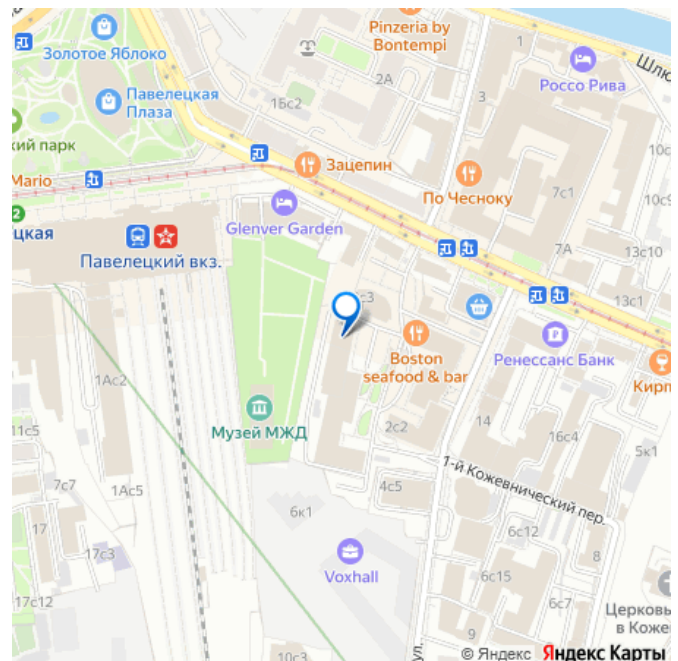 Pinzeria by
Bontempi
Золотое Яблоко
1
Шлю
Россо Рива
2А
Павелецкая
Плаза
1Бс2
3
кий парк
10с
Зацепин
Mario
По Чесноку
7с1
10с9
2
Glenver Garden
цкая
Павелецкий вкз.
7А
13с10
с3
13с1
Boston
seafood & bar
Ренессанс Банк
Кирп
1Ас2
Музей МЖД
14
2с2
16с4
11с5
5к1
1-й Кожевнический пер.
7с7
1Ас5
4с5
6к1
6с12
17
8
17с3
Voxhall
6с15
17с12
6с7
Церковь
в Коже
9
ул.
10с3
© Яндекс Яндекс Карты